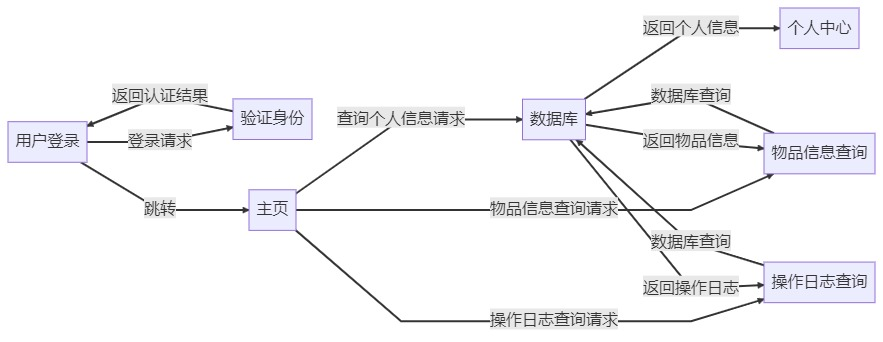 返回个人信息
个人中心
返回认证结果
数据库查询
验证身份
查询个人信息请求
数据库
用户登录
登录请求
返回物品信息
物品信息查询
跳转
主页
物品信息查询请求
数据库查询
返回操作日志
操作日志查询
操作日志查询请求